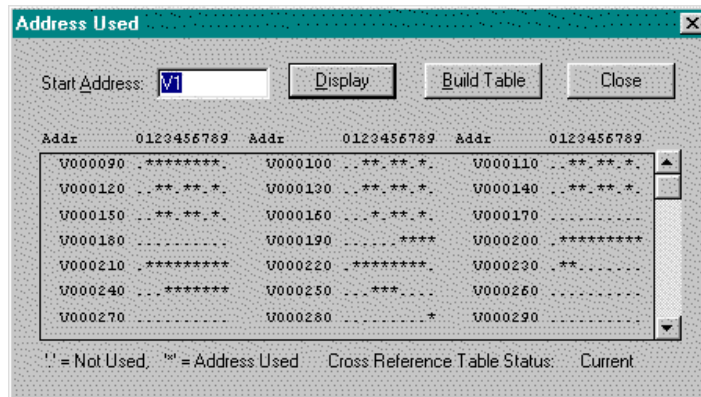 Address Used
Start Address: V1 Display Build Table Close
Addr 0123456789 Addr 0123456789 Addr 0123456789
V000090 .********. V000100 ..**.**.*. V000110 ..**.**.*.
V000120 ..**.**.*. V000130 ..**.**.*. V000140 ..**.**.*.
V000150 ..**.**.*. V000160 ...*.**.*. V000170 ..........
V000180 .......... V000190 ......**** V000200 .*********
V000210 .********* V000220 .********. V000230 .**.......
V000240 ...******* V000250 ...***.... V000260 ..........
V000270 .......... V000280 .........* V000290 ..........
'.' = Not Used, '*' = Address Used Cross Reference Table Status: Current